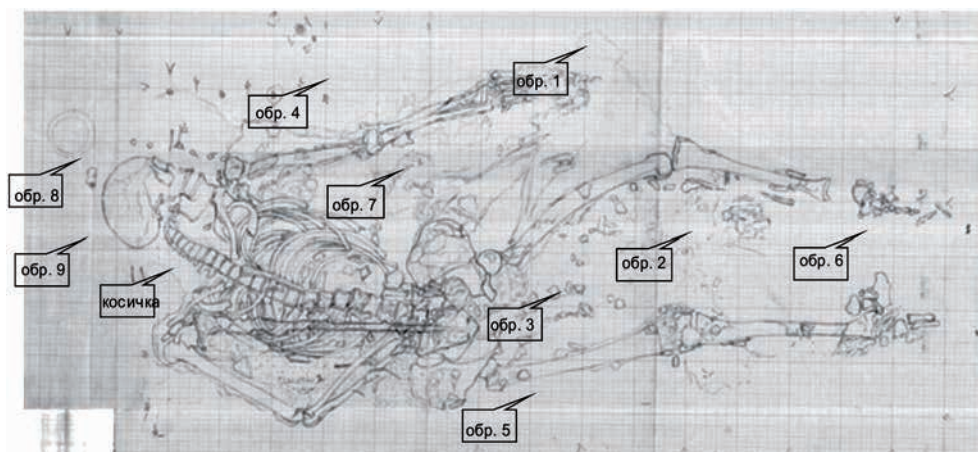 обр. 1
обр. 4
обр. 8
обр. 7
обр. 9
обр. 2
обр. 6
косичка
обр. 3
обр. 5